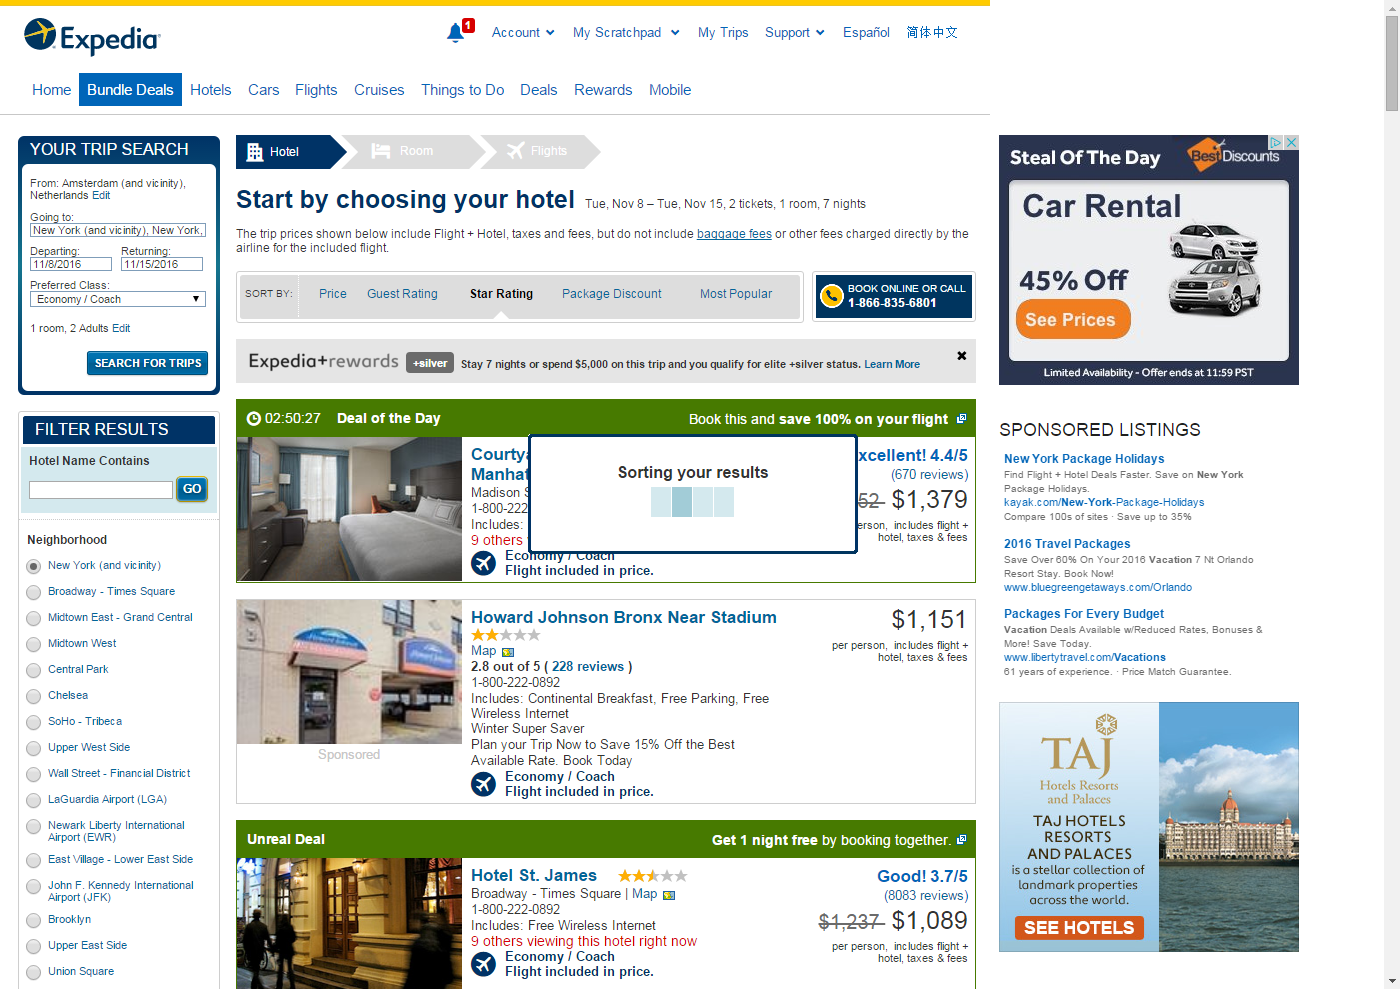 Expedia
1
Account
My Scratchpad
My Trips
Support
Español
简体中文
Home
Bundle Deals
Hotels
Cars
Flights
Cruises
Things to Do
Deals
Rewards
Mobile
YOUR TRIP SEARCH
From: Amsterdam (and vicinity),
Netherlands Edit
Going to:
New York (and vicinity), New York,
Departing:
Returning:
11/8/2016
11/15/2016
Preferred Class:
Economy / Coach
1 room, 2 Adults Edit
SEARCH FOR TRIPS
FILTER RESULTS
Hotel Name Contains
GO
Neighborhood
New York (and vicinity)
Broadway - Times Square
Midtown East - Grand Central
Midtown West
Central Park
Chelsea
SoHo - Tribeca
Upper West Side
Wall Street - Financial District
LaGuardia Airport (LGA)
Newark Liberty International
Airport (EWR)
East Village - Lower East Side
John F. Kennedy International
Airport (JFK)
Brooklyn
Upper East Side
Union Square
Hotel
Room
Flights
Start by choosing your hotel
Tue, Nov 8 – Tue, Nov 15, 2 tickets, 1 room, 7 nights
The trip prices shown below include Flight + Hotel, taxes and fees, but do not include baggage fees or other fees charged directly by the
airline for the included flight.
SORT BY:
Price
Guest Rating
Star Rating
Package Discount
Most Popular
BOOK ONLINE OR CALL
1-866-835-6801
Expedia+rewards
+silver
Stay 7 nights or spend $5,000 on this trip and you qualify for elite +silver status. Learn More
02:50:27
Deal of the Day
Book this and save 100% on your flight
Courtya
Manhat
Madison S
1-800-222
Includes:
9 others
Economy / Coach
Flight included in price.
xcellent! 4.4/5
(670 reviews)
52
$1,379
erson, includes flight +
hotel, taxes & fees
Sorting your results
Howard Johnson Bronx Near Stadium
Map
2.8 out of 5 ( 228 reviews )
1-800-222-0892
Includes: Continental Breakfast, Free Parking, Free
Wireless Internet
Winter Super Saver
Plan your Trip Now to Save 15% Off the Best
Available Rate. Book Today
Economy / Coach
Flight included in price.
$1,151
per person, includes flight +
hotel, taxes & fees
Sponsored
Unreal Deal
Get 1 night free by booking together.
Hotel St. James
Broadway - Times Square | Map
1-800-222-0892
Includes: Free Wireless Internet
9 others viewing this hotel right now
Economy / Coach
Flight included in price.
Good! 3.7/5
(8083 reviews)
$1,237
$1,089
per person, includes flight +
hotel, taxes & fees
Steal Of The Day
BestDiscounts
Car Rental
45% Off
See Prices
Limited Availability - Offer ends at 11:59 PST
SPONSORED LISTINGS
New York Package Holidays
Find Flight + Hotel Deals Faster. Save on New York
Package Holidays.
kayak.com/New-York-Package-Holidays
Compare 100s of sites · Save up to 35%
2016 Travel Packages
Save Over 60% On Your 2016 Vacation 7 Nt Orlando
Resort Stay. Book Now!
www.bluegreengetaways.com/Orlando
Packages For Every Budget
Vacation Deals Available w/Reduced Rates, Bonuses &
More! Save Today.
www.libertytravel.com/Vacations
61 years of experience. · Price Match Guarantee.
TAJ
Hotels Resorts
and Palaces
TAJ HOTELS
RESORTS
AND PALACES
is a stellar collection of
landmark properties
across the world.
SEE HOTELS